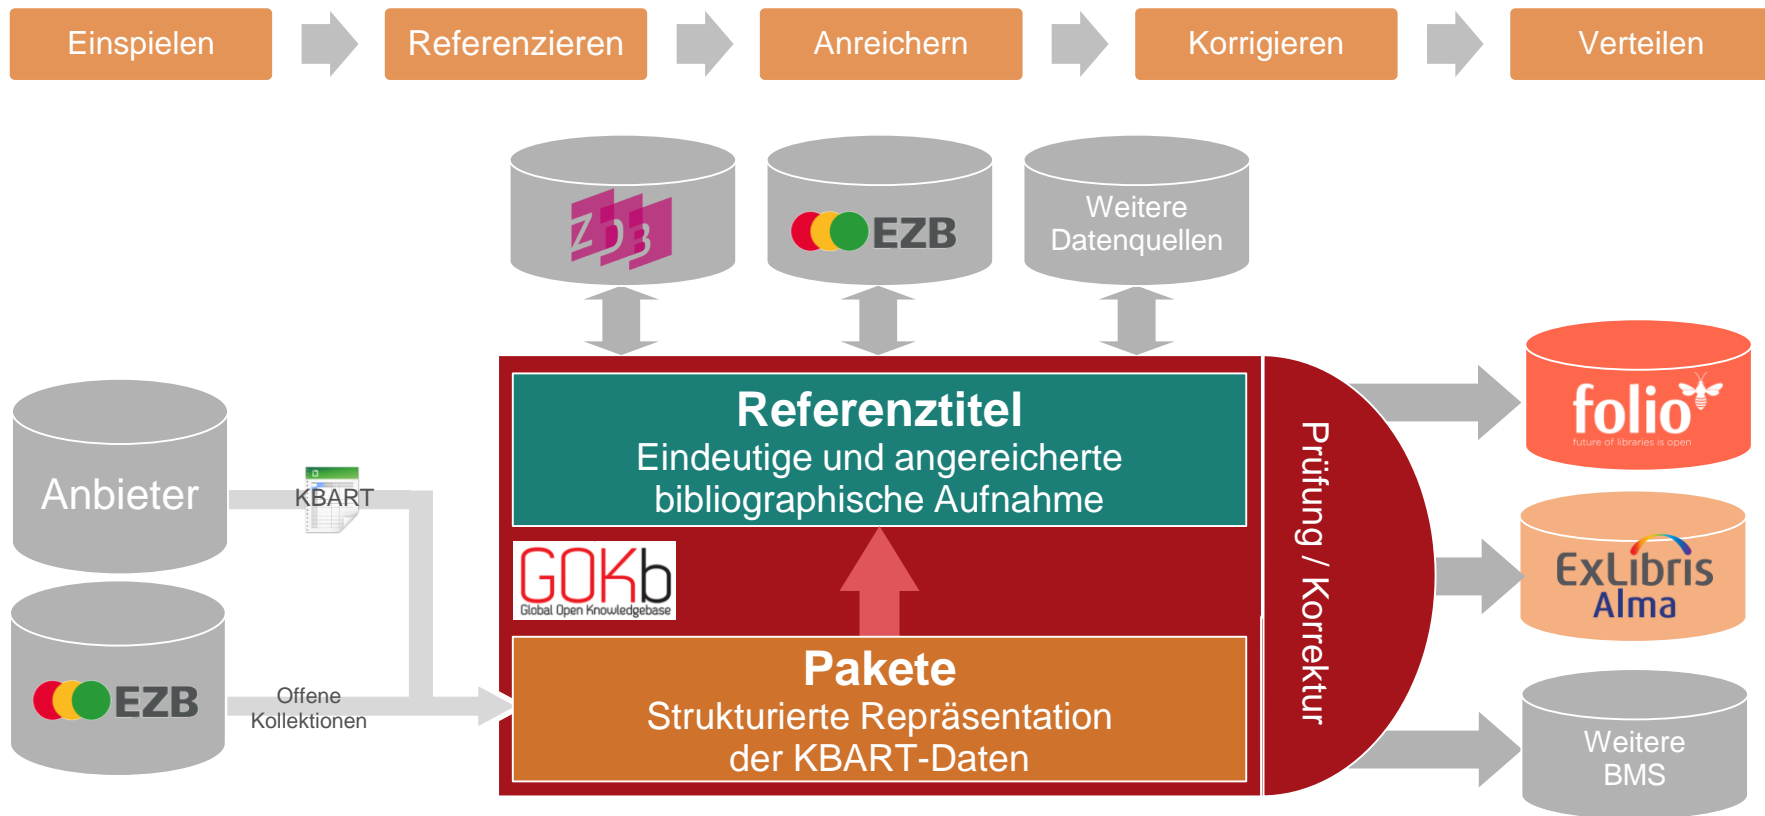 Einspielen
Referenzieren
Anreichern
Korrigieren
Verteilen
ZDB
EZB
Weitere
Datenquellen
Anbieter
KBART
EZB
Offene
Kollektionen
Referenztitel
Eindeutige und angereicherte
bibliographische Aufnahme
GOKb
Global Open Knowledgebase
Pakete
Strukturierte Repräsentation
der KBART-Daten
Prüfung / Korrektur
folio
future of libraries is open
ExLibris
Alma
Weitere
BMS